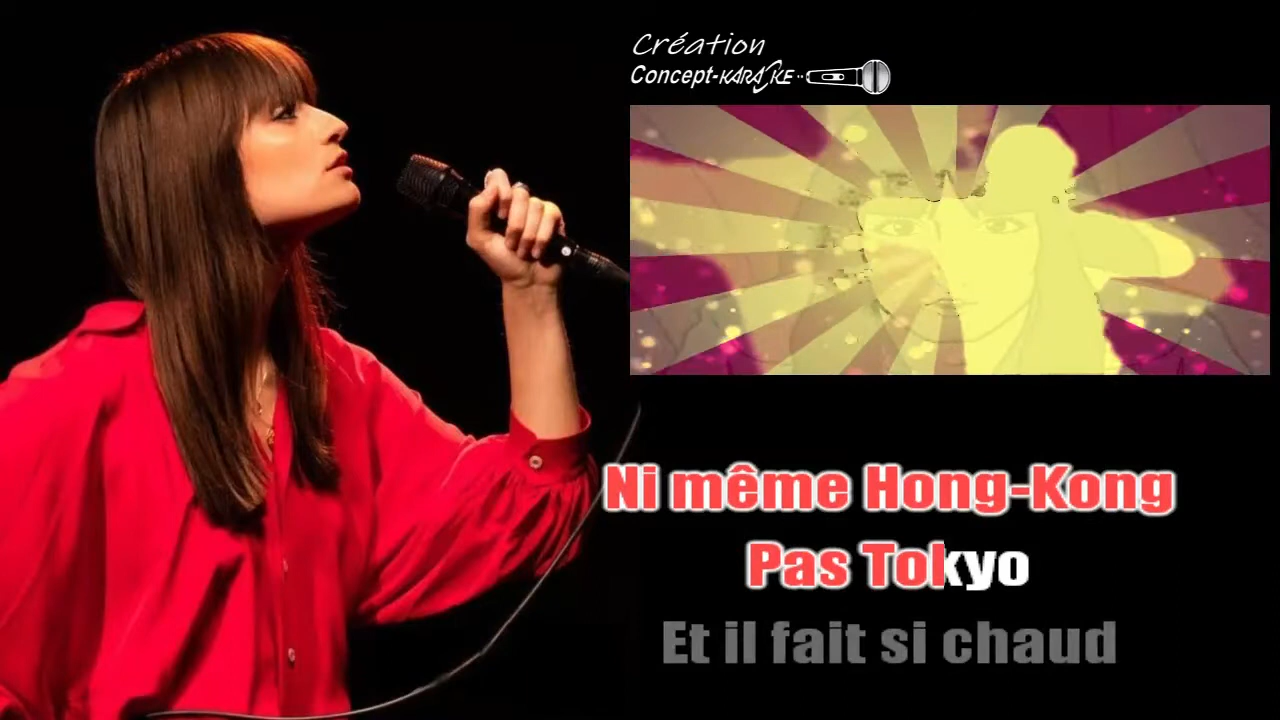 Création
Concept-KARAOKE
Ni même Hong-Kong
Pas Tokyo
Et il fait si chaud